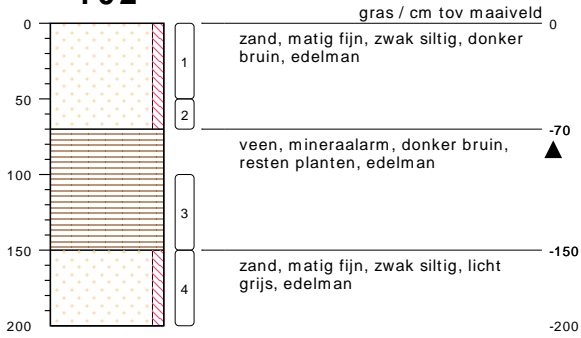 gras / cm tov maaiveld
0
0
zand, matig fijn, zwak siltig, donker
bruin, edelman
1
50
2
-70
veen, mineraalarm, donker bruin,
resten planten, edelman
100
3
150
-150
zand, matig fijn, zwak siltig, licht
grijs, edelman
4
200
-200